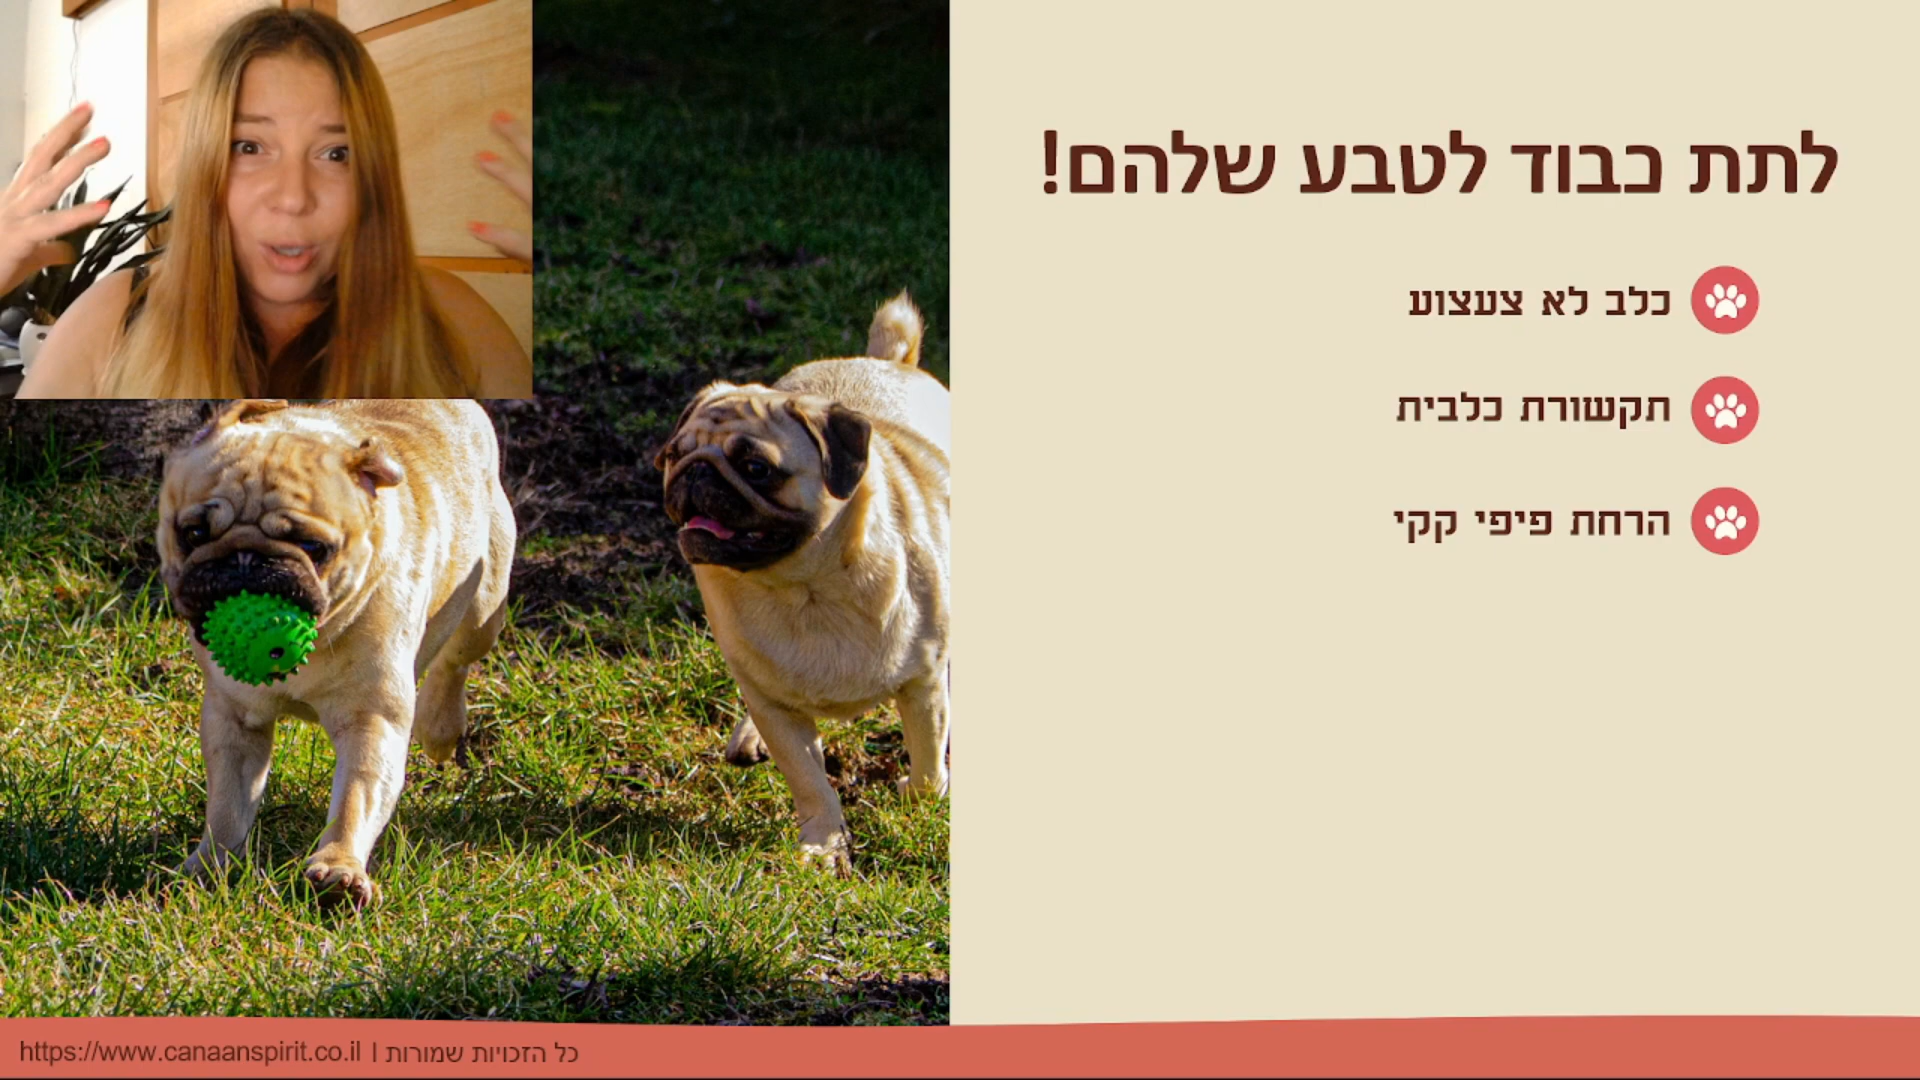 לתת כבוד לטבע שלהם!
כלב לא צעצוע
תקשורת כלבית
הרחת פיפי קקי
https://www.canaanspirit.co.il | כל הזכויות שמורות